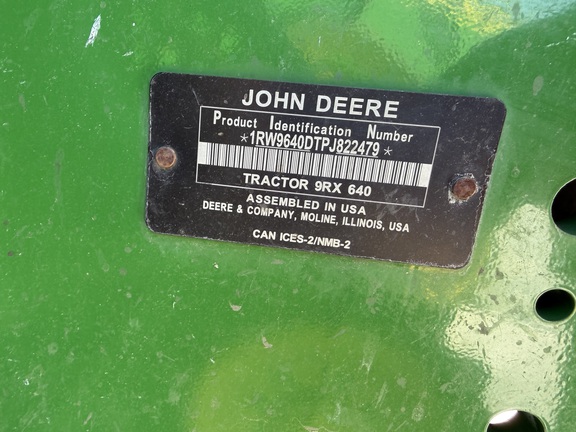 JOHN DEERE
Product Identification Number
*1RW9640DTPJ822479*
TRACTOR 9RX 640
ASSEMBLED IN USA
DEERE & COMPANY, MOLINE, ILLINOIS, USA
CAN ICES-2/NMB-2